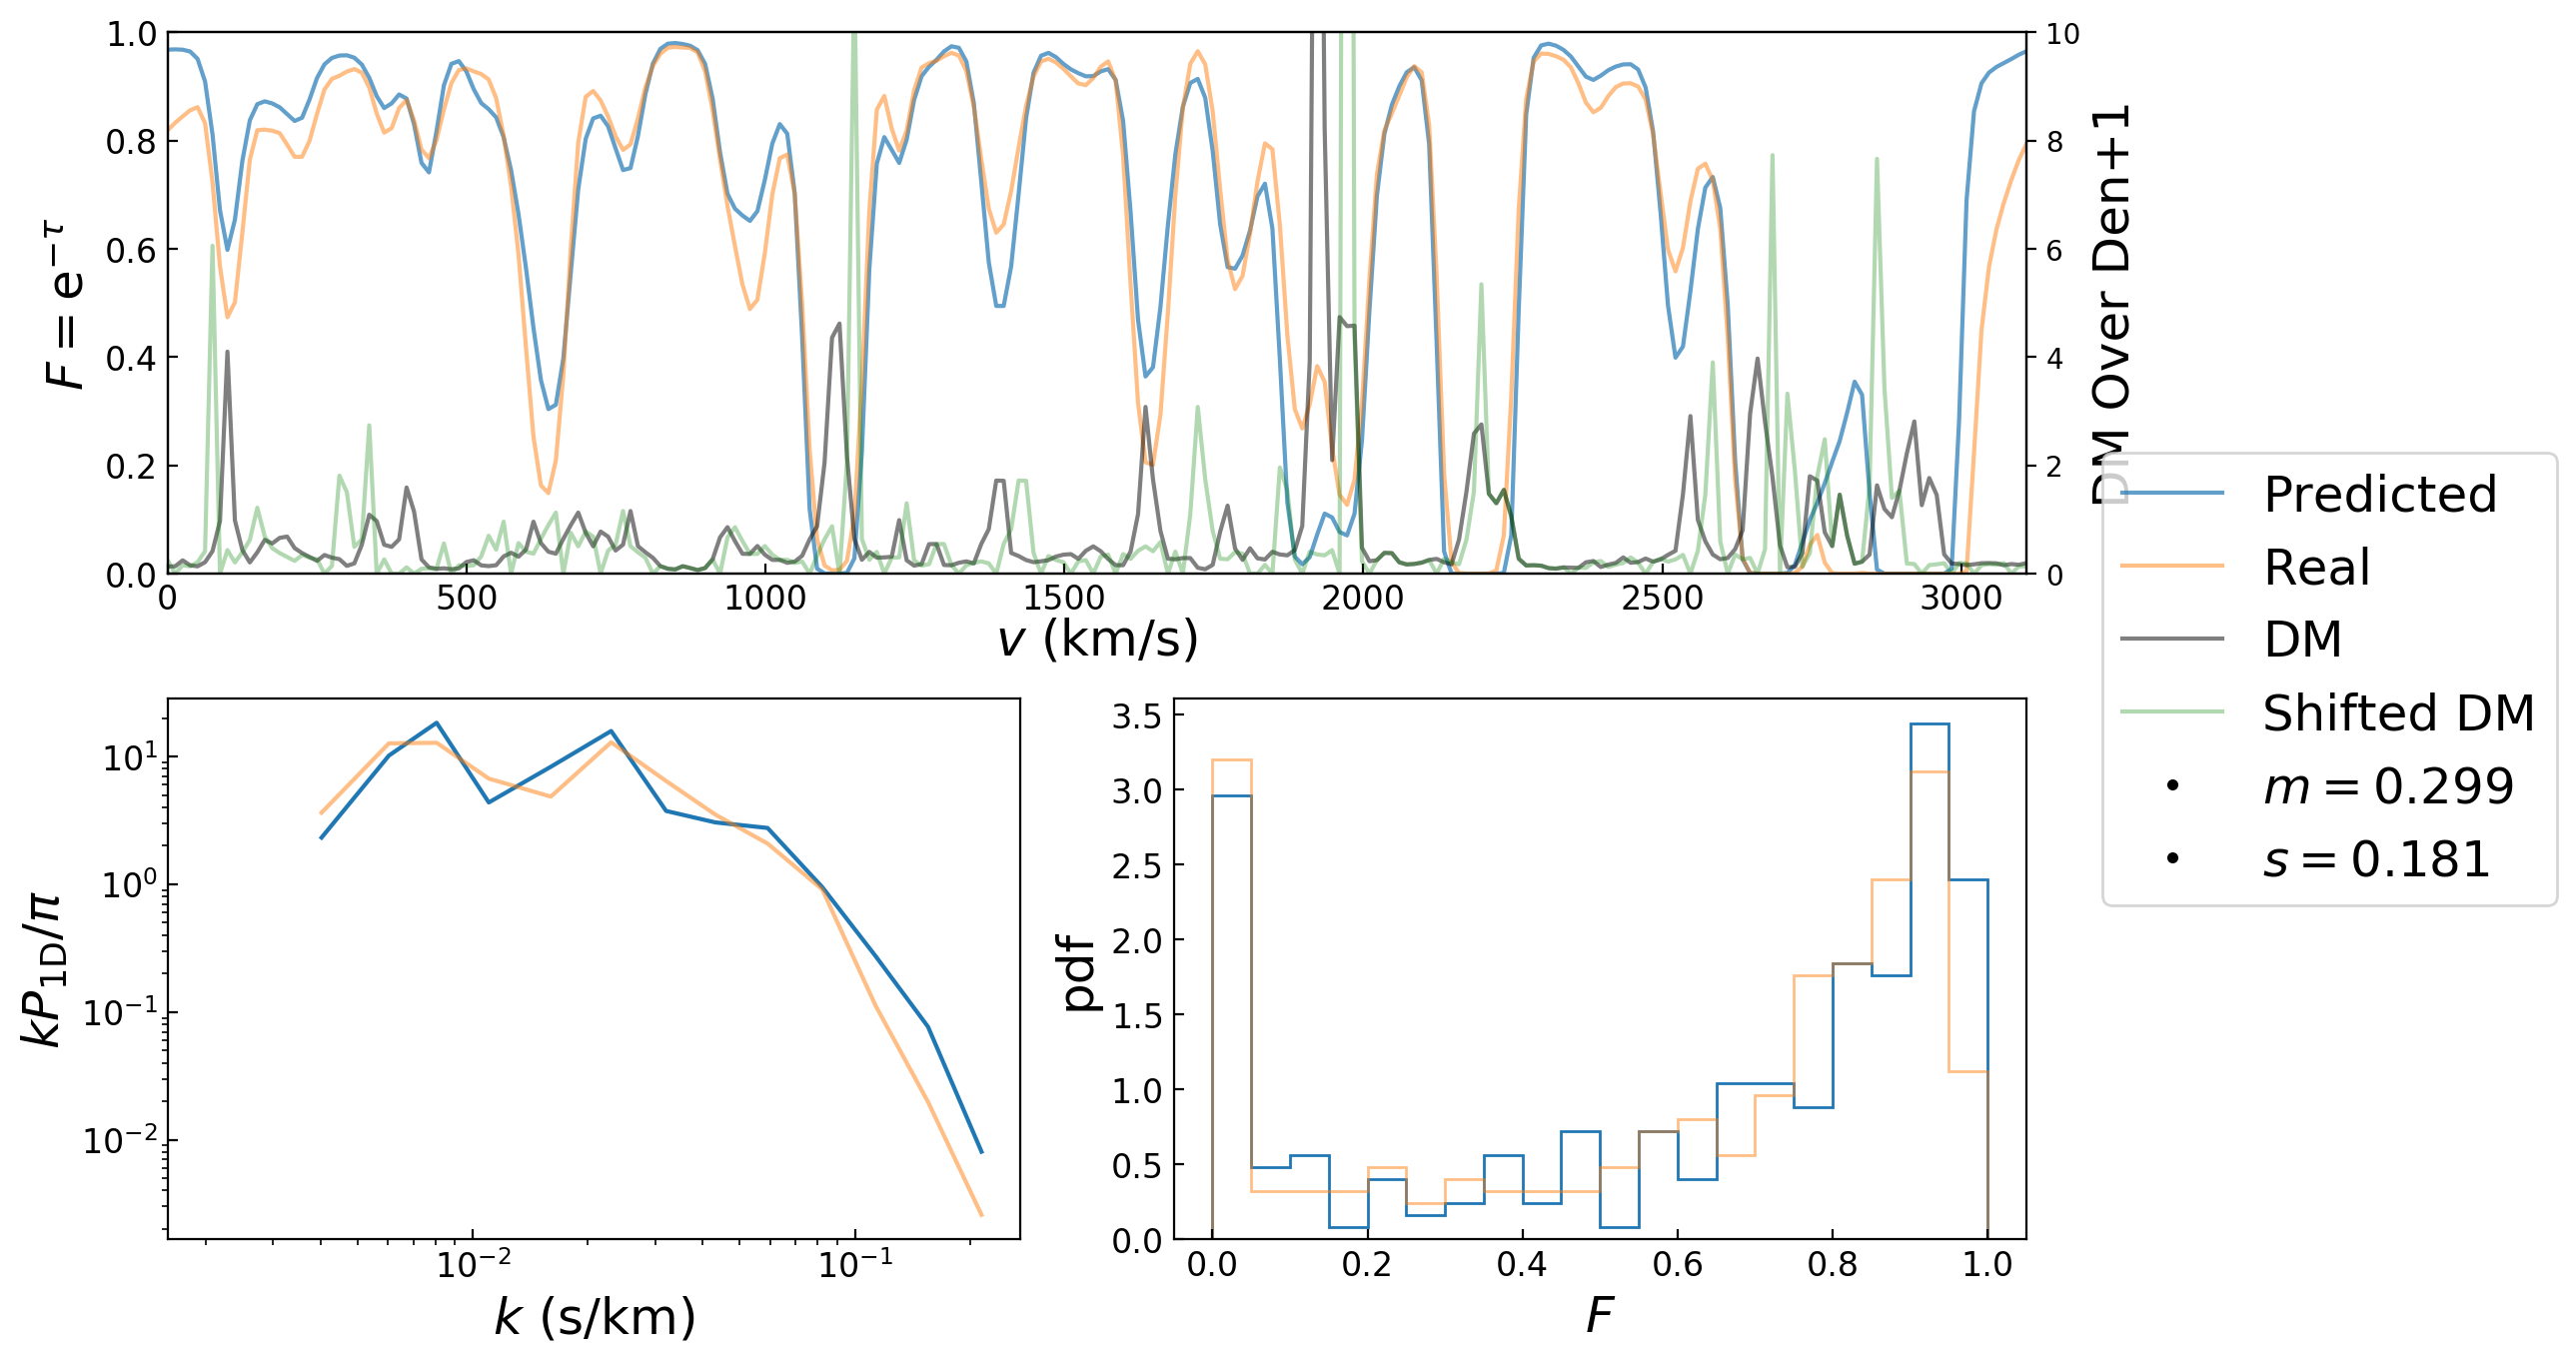 1.0
0.8
0.6
0.4
0.2
0.0
F = e^{−τ}
10
8
6
4
2
0
DM Over Den+1
0 500 1000 1500 2000 2500 3000
v (km/s)
Predicted
Real
DM
Shifted DM
m = 0.299
s = 0.181
10^1
10^0
10^{−1}
10^{−2}
kP_{1D}/π
10^{−2} 10^{−1}
k (s/km)
3.5
3.0
2.5
2.0
1.5
1.0
0.5
0.0
pdf
0.0 0.2 0.4 0.6 0.8 1.0
F